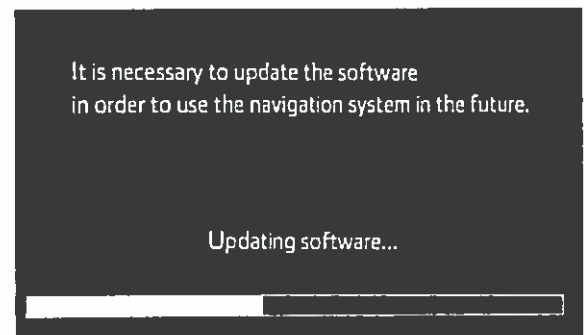 It is necessary to update the software
in order to use the navigation system in the future.
Updating software...